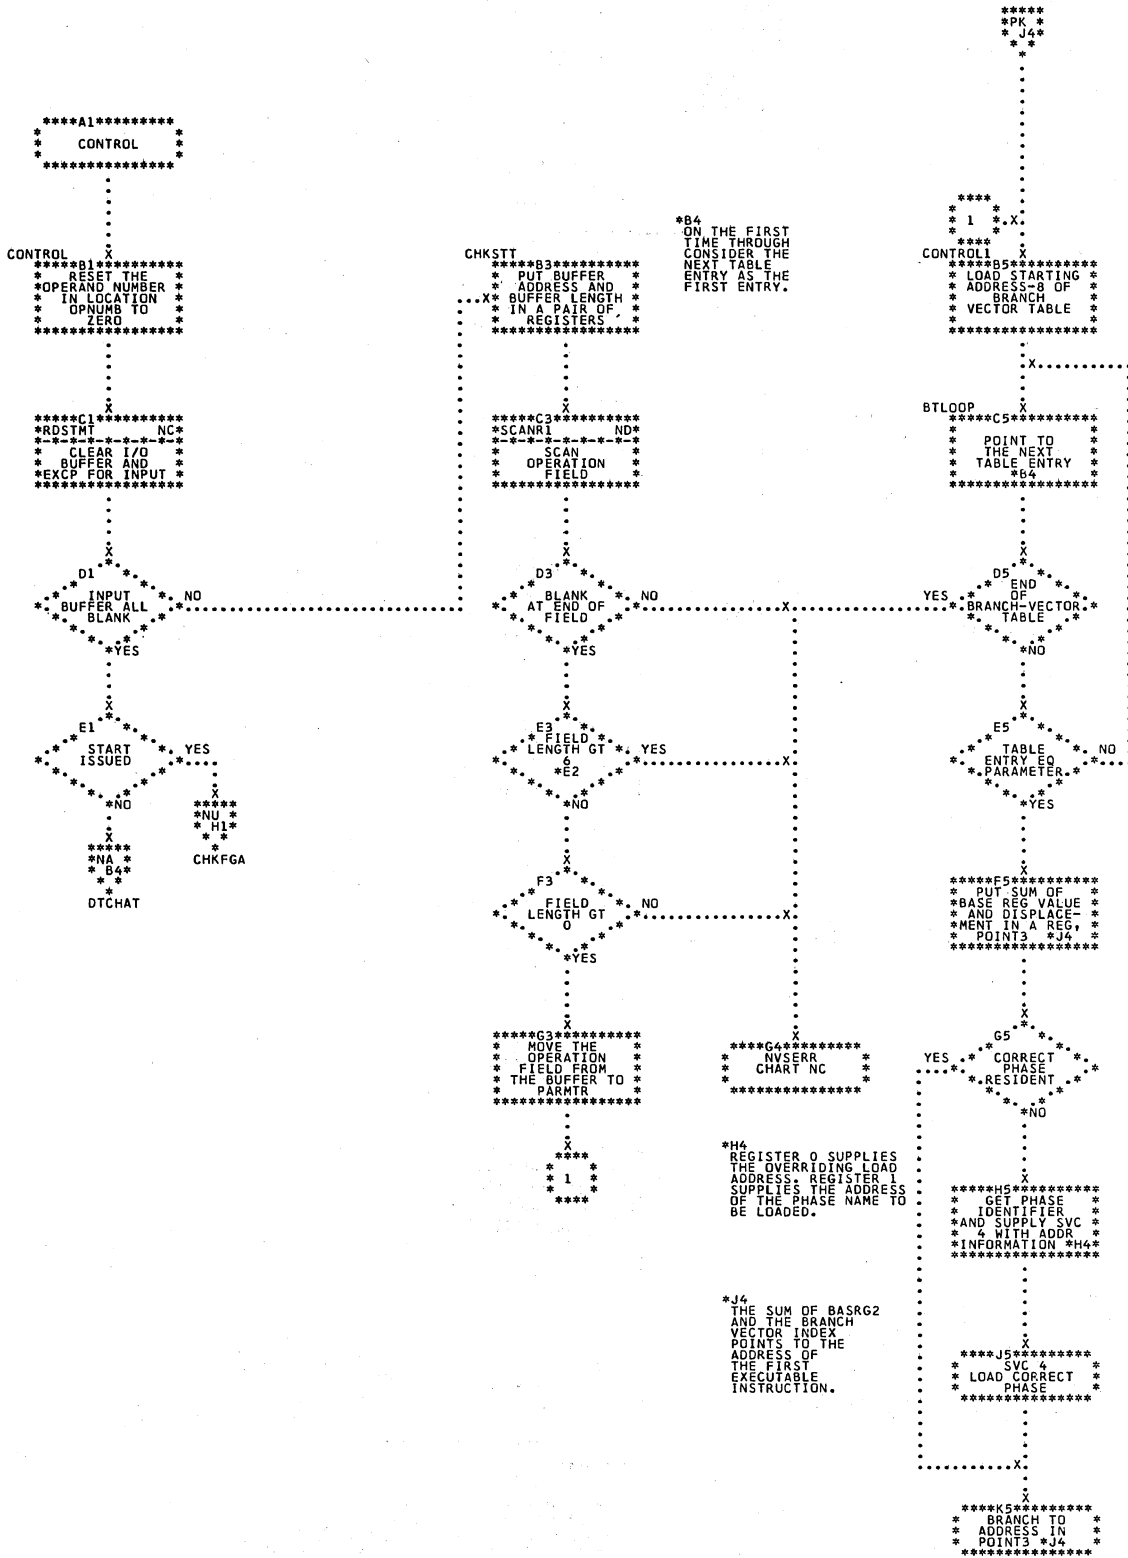 PK
J4
A1
CONTROL
CONTROL
B1
RESET THE
OPERAND NUMBER
IN LOCATION
OPNUMB TO
ZERO
C1
RDSTMT NC
CLEAR I/O
BUFFER AND
EXCP FOR INPUT
D1
INPUT
BUFFER ALL
BLANK
NO
YES
E1
START
ISSUED
YES
NO
NU
H1
CHKFGA
NA
B4
DTCHAT
CHKSTT
B3
PUT BUFFER
ADDRESS AND
BUFFER LENGTH
IN A PAIR OF
REGISTERS
C3
SCANR1 ND
SCAN
OPERATION
FIELD
D3
BLANK
AT END OF
FIELD
NO
YES
E3
FIELD
LENGTH GT
6
*E2
YES
NO
F3
FIELD
LENGTH GT
0
NO
YES
G3
MOVE THE
OPERATION
FIELD FROM
THE BUFFER TO
PARMTR
1
*B4
ON THE FIRST
TIME THROUGH
CONSIDER THE
NEXT TABLE
ENTRY AS THE
FIRST ENTRY.
G4
NVSERR
CHART NC
*H4
REGISTER 0 SUPPLIES
THE OVERRIDING LOAD
ADDRESS. REGISTER 1
SUPPLIES THE ADDRESS
OF THE PHASE NAME TO
BE LOADED.
*J4
THE SUM OF BASRG2
AND THE BRANCH
VECTOR INDEX
POINTS TO THE
ADDRESS OF
THE FIRST
EXECUTABLE
INSTRUCTION.
1
CONTROL1
B5
LOAD STARTING
ADDRESS-8 OF
BRANCH
VECTOR TABLE
BTLOOP
C5
POINT TO
THE NEXT
TABLE ENTRY
*B4
D5
END
OF
BRANCH-VECTOR
TABLE
YES
NO
E5
TABLE
ENTRY EQ
PARAMETER
NO
YES
F5
PUT SUM OF
BASE REG VALUE
AND DISPLACE-
MENT IN A REG,
POINT3 *J4
G5
CORRECT
PHASE
RESIDENT
YES
NO
H5
GET PHASE
IDENTIFIER
AND SUPPLY SVC
4 WITH ADDR
INFORMATION *H4
J5
SVC 4
LOAD CORRECT
PHASE
K5
BRANCH TO
ADDRESS IN
POINT3 *J4